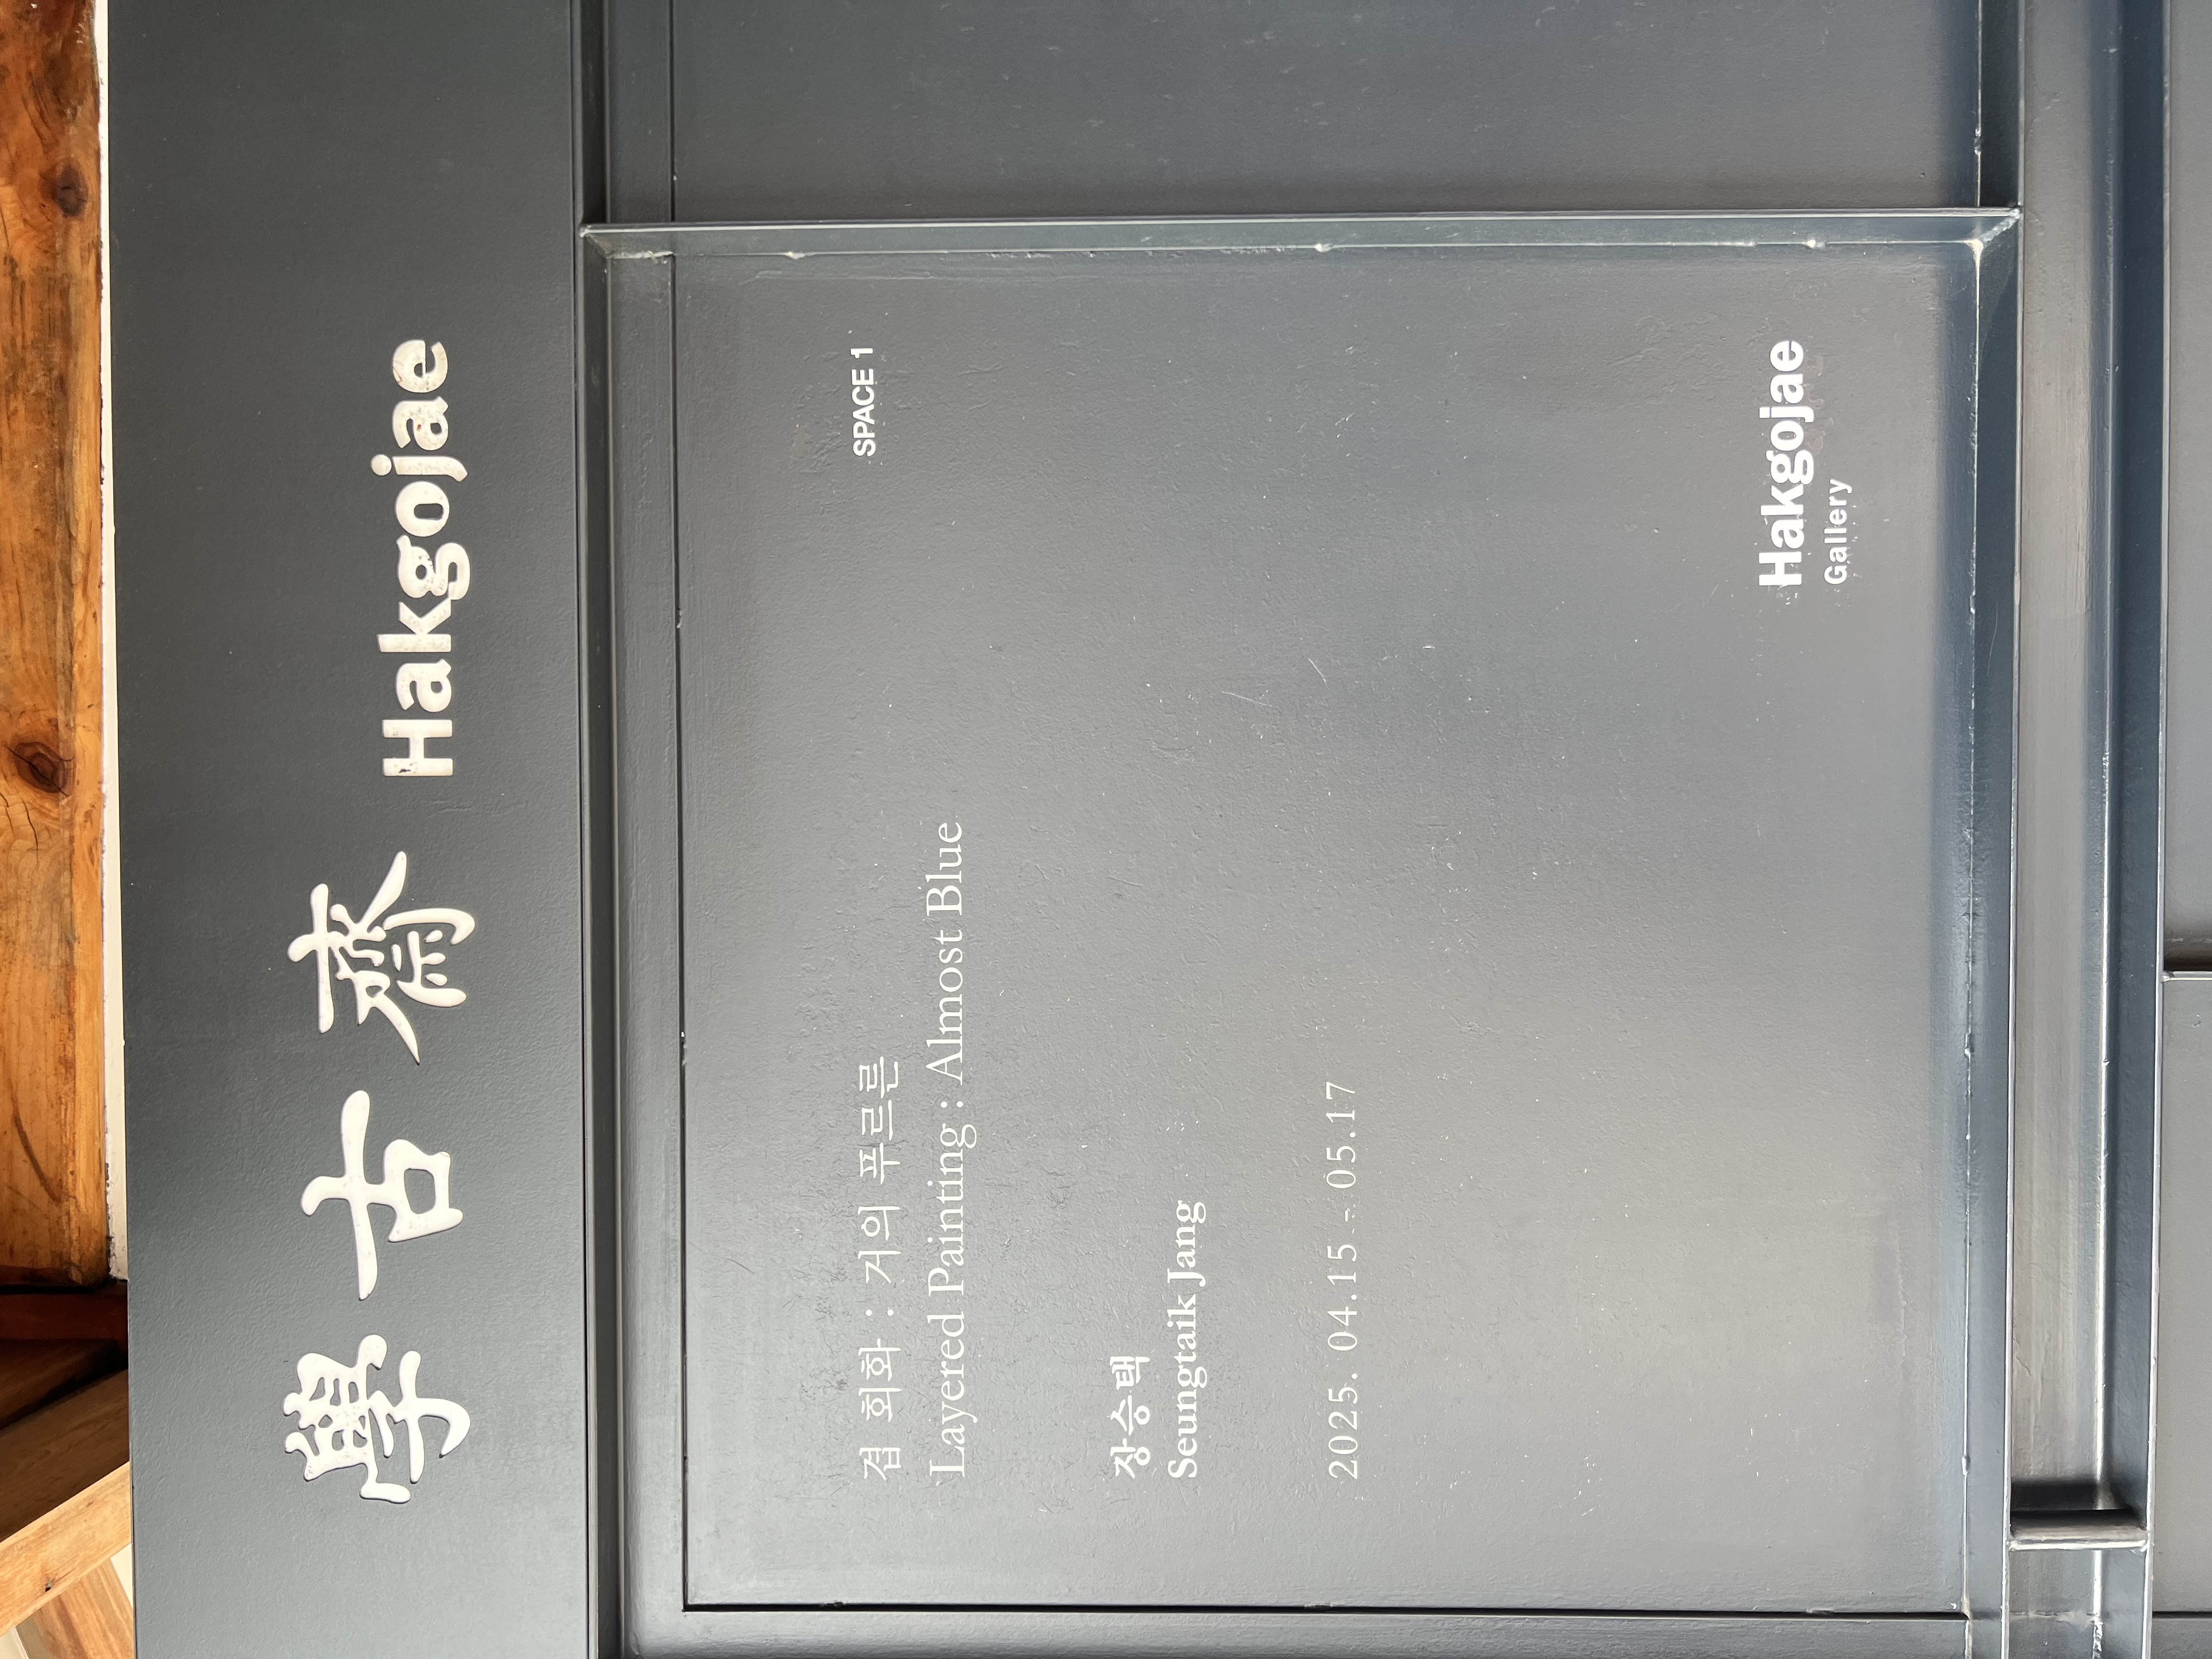 學古齋 Hakgojae
SPACE 1
겹 회화 : 거의 푸르른
Layered Painting : Almost Blue
장승택
Seungtaik Jang
2025. 04.15 - 05.17
Hakgojae
Gallery